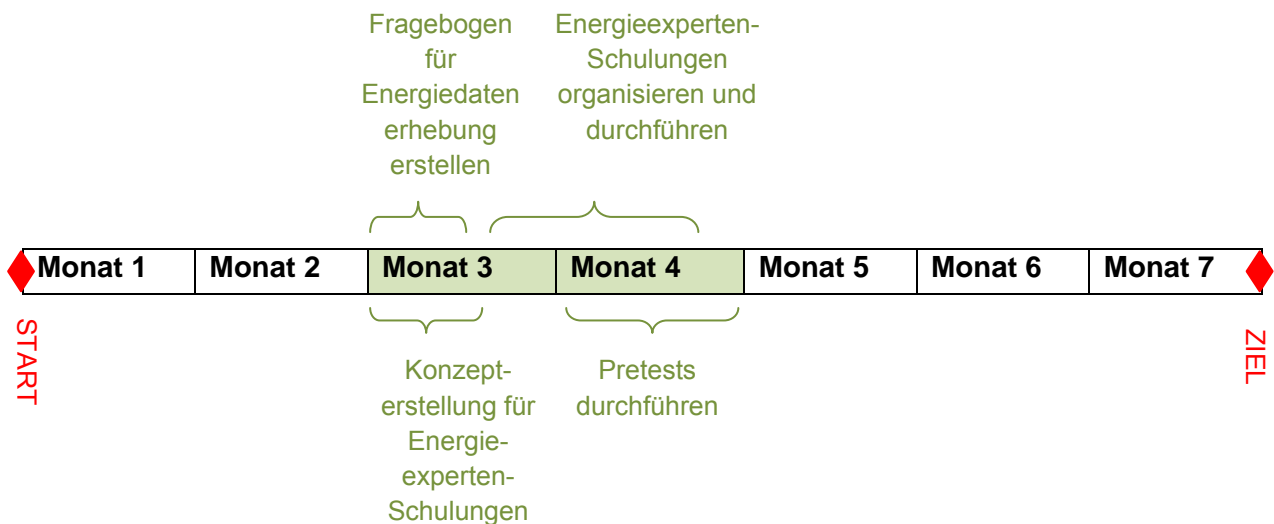 Fragebogen
für
Energiedaten
erhebung
erstellen
Energieexperten-
Schulungen
organisieren und
durchführen
Monat 1 Monat 2 Monat 3 Monat 4 Monat 5 Monat 6 Monat 7
START
ZIEL
Konzept-
erstellung für
Energie-
experten-
Schulungen
Pretests
durchführen